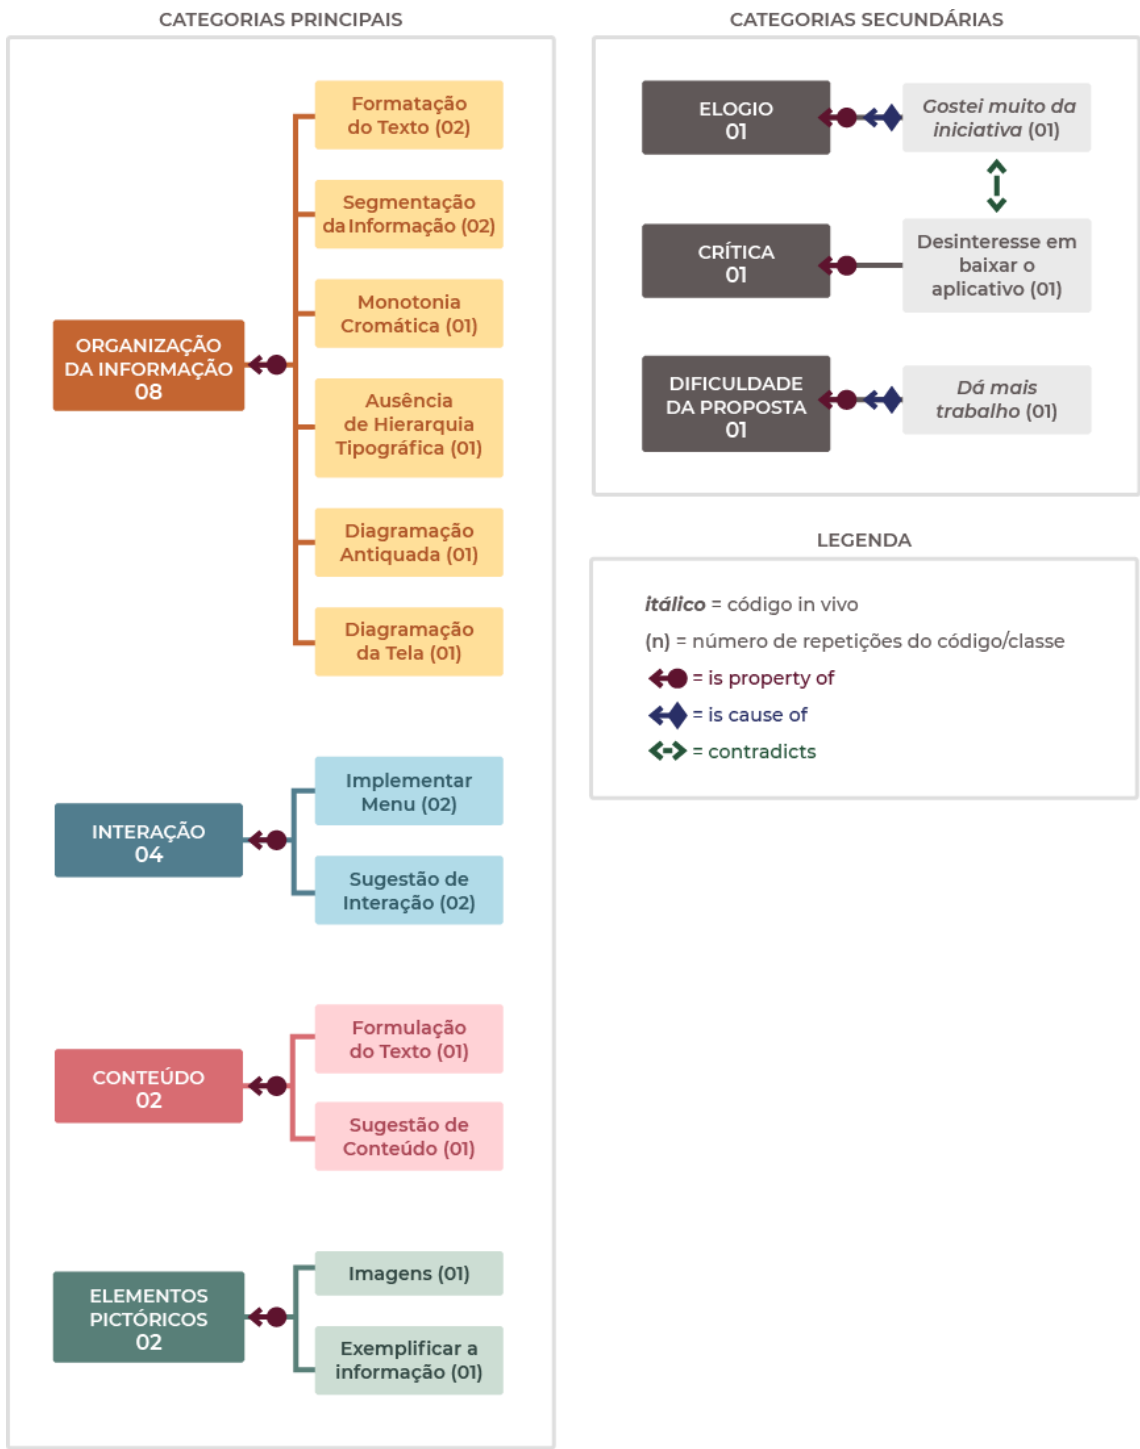 CATEGORIAS PRINCIPAIS
Formatação
do Texto (02)
Segmentação
da Informação (02)
Monotonia
Cromática (01)
ORGANIZAÇÃO
DA INFORMAÇÃO
08
Ausência
de Hierarquia
Tipográfica (01)
Diagramação
Antiquada (01)
Diagramação
da Tela (01)
INTERAÇÃO
04
Implementar
Menu (02)
Sugestão de
Interação (02)
CONTEÚDO
02
Formulação
do Texto (01)
Sugestão de
Conteúdo (01)
ELEMENTOS
PICTÓRICOS
02
Imagens (01)
Exemplificar a
informação (01)
CATEGORIAS SECUNDÁRIAS
ELOGIO
01
Gostei muito da
iniciativa (01)
CRÍTICA
01
Desinteresse em
baixar o
aplicativo (01)
DIFICULDADE
DA PROPOSTA
01
Dá mais
trabalho (01)
LEGENDA
itálico = código in vivo
(n) = número de repetições do código/classe
= is property of
= is cause of
= contradicts